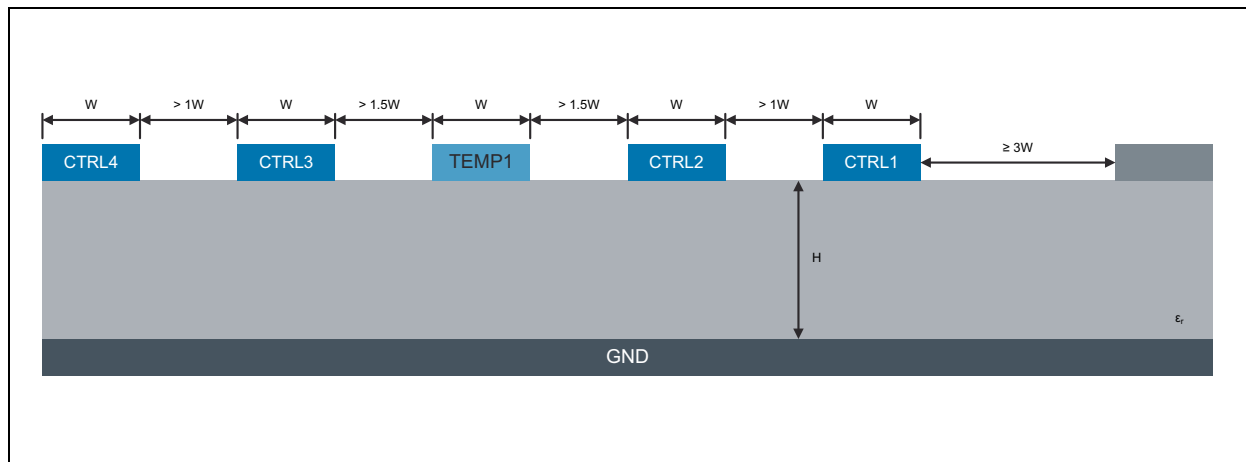 W > 1W W > 1.5W W > 1.5W W > 1W W
CTRL4 CTRL3 TEMP1 CTRL2 CTRL1 ≥ 3W
H
εr
GND